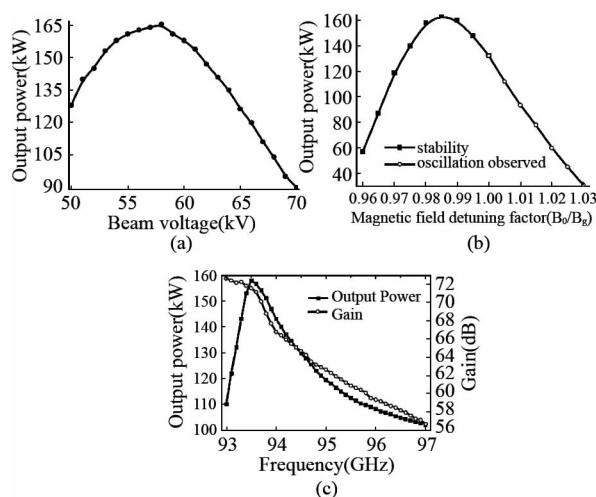 Output power(kW)
165
150
135
120
105
90
50
55
60
65
70
Beam voltage(kV)
(a)
Output power(kW)
160
140
120
100
80
60
40
stability
oscillation observed
0.96 0.97 0.98 0.99 1.00 1.01 1.02 1.03
Magnetic field detuning factor(B₀/Bg)
(b)
Output power(kW)
160
150
140
130
120
110
100
Output Power
Gain
72
70
68
66
64
62
60
58
56
Gain(dB)
93
94
95
96
97
Frequency(GHz)
(c)